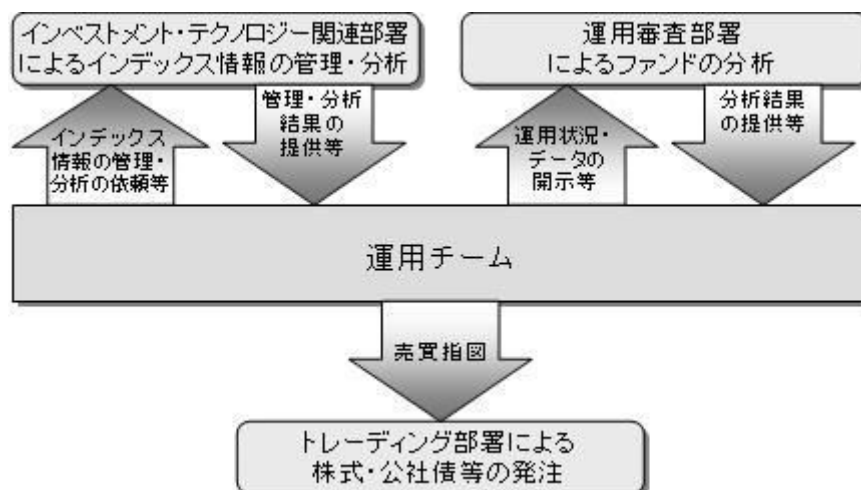 インベストメント・テクノロジー関連部署
によるインデックス情報の管理・分析
運用審査部署
によるファンドの分析
インデックス
情報の管理・
分析の依頼等
管理・分析
結果の
提供等
運用状況・
データの
開示等
分析結果
の提供等
運用チーム
売買指図
トレーディング部署による
株式・公社債等の発注